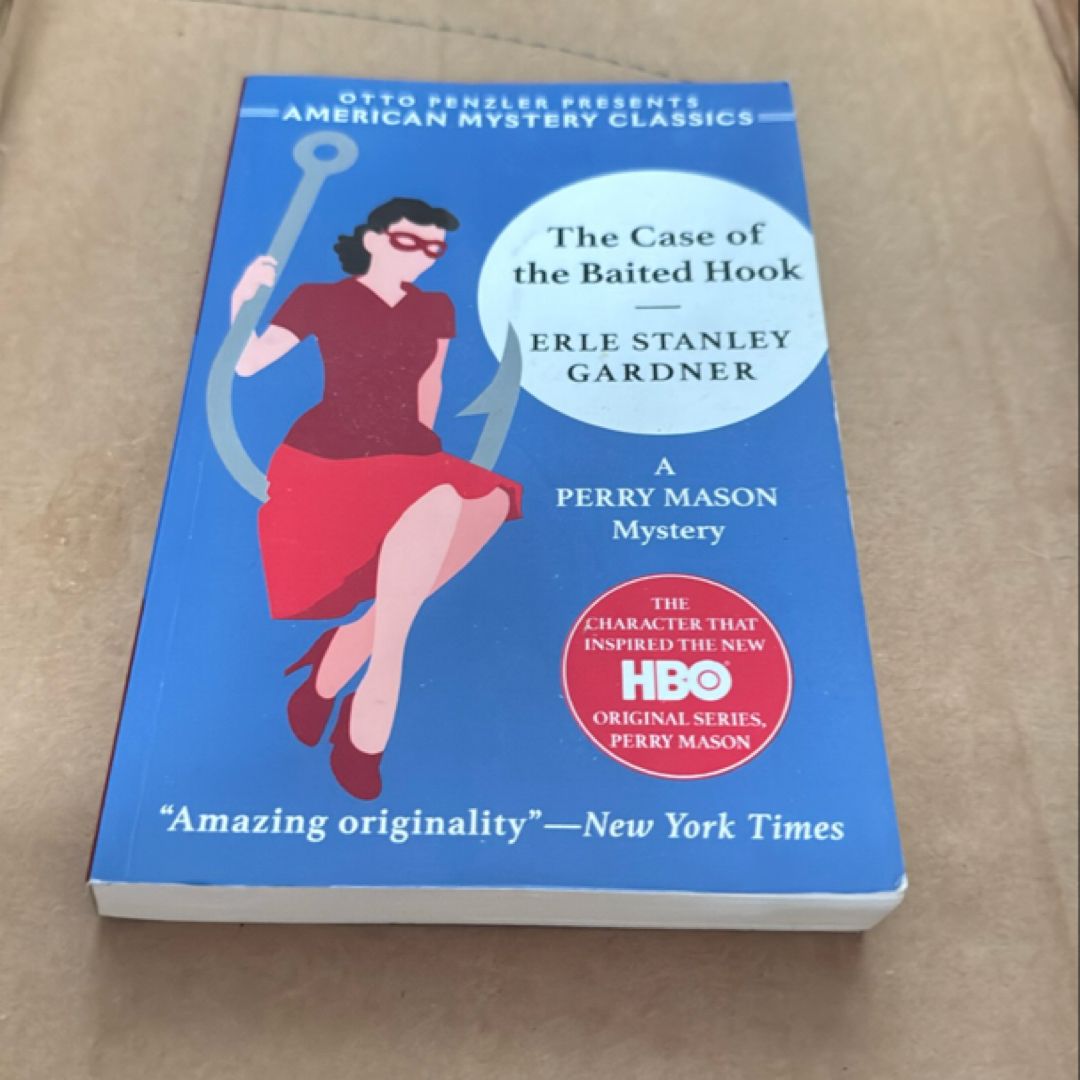 OTTO PENZLER PRESENTS
AMERICAN MYSTERY CLASSICS
The Case of
the Baited Hook
ERLE STANLEY
GARDNER
A
PERRY MASON
Mystery
THE
CHARACTER THAT
INSPIRED THE NEW
HBO®
ORIGINAL SERIES,
PERRY MASON
“Amazing originality”—New York Times